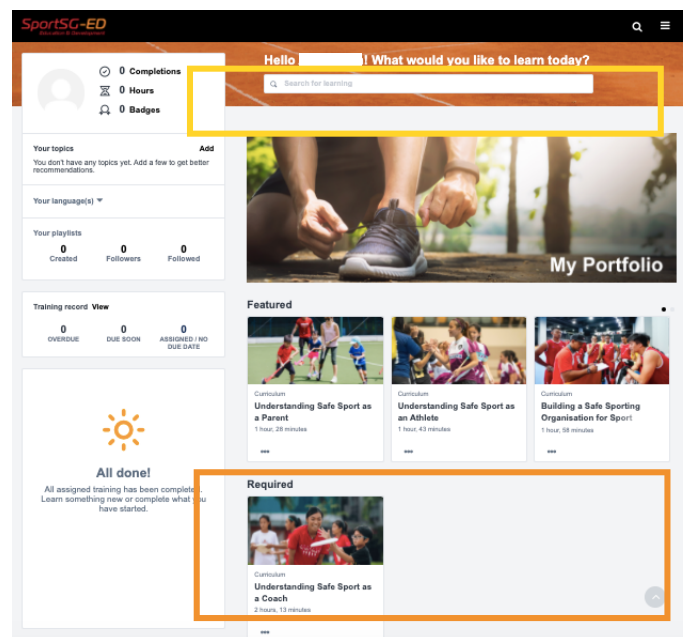 SportSG-ED
Education & Development
Hello ! What would you like to learn today?
Search for learning
0 Completions
0 Hours
0 Badges
Your topics Add
You don't have any topics yet. Add a few to get better
recommendations.
Your language(s)
Your playlists
0 0 0
Created Followers Followed
Training record View
0 0 0
OVERDUE DUE SOON ASSIGNED / NO
DUE DATE
All done!
All assigned training has been completed.
Learn something new or complete what you
have started.
My Portfolio
Featured
Curriculum
Understanding Safe Sport as
a Parent
1 hour, 28 minutes
Curriculum
Understanding Safe Sport as
an Athlete
1 hour, 43 minutes
Curriculum
Building a Safe Sporting
Organisation for Sport
1 hour, 58 minutes
Required
Curriculum
Understanding Safe Sport as
a Coach
2 hours, 13 minutes